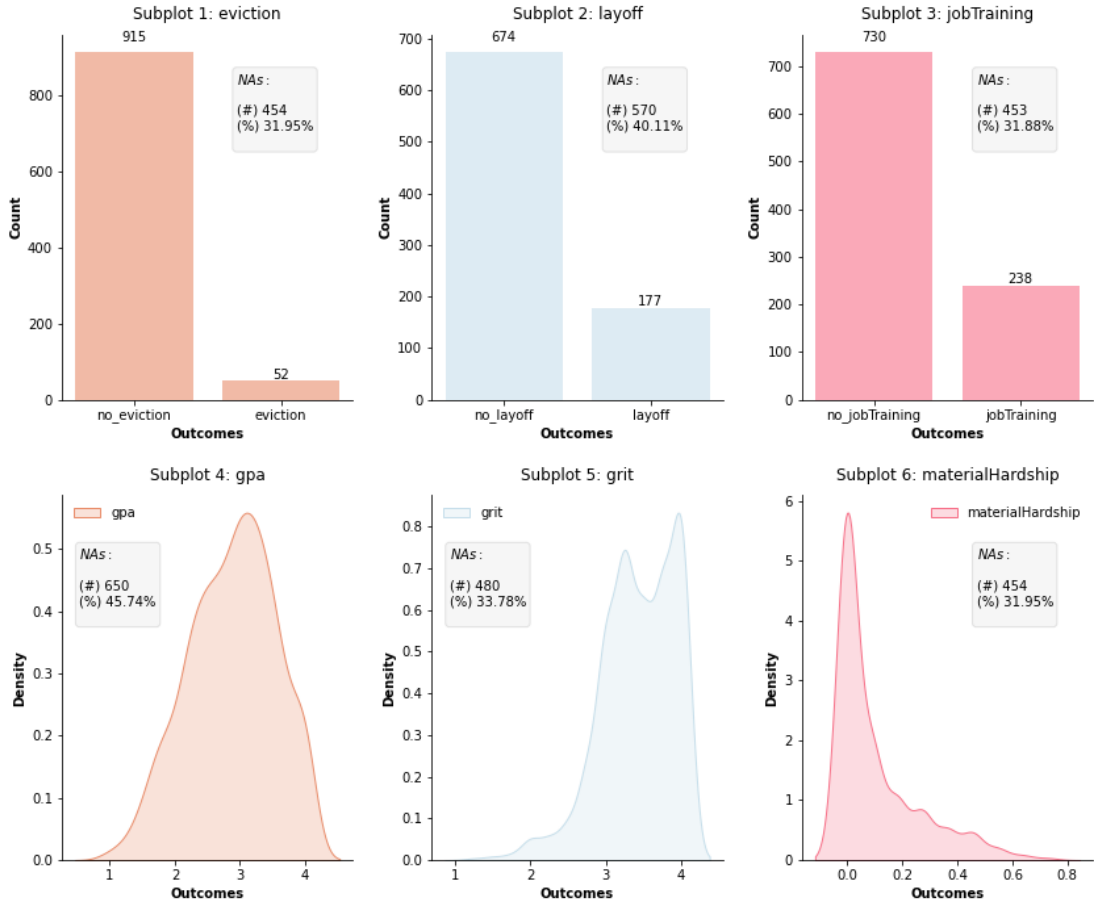 Subplot 1: eviction
915
NAs:
(#) 454
(%) 31.95%
800
600
400
200
0
Count
52
no_eviction eviction
Outcomes
Subplot 2: layoff
700
674
NAs:
(#) 570
(%) 40.11%
600
500
400
300
200
100
0
Count
177
no_layoff layoff
Outcomes
Subplot 3: jobTraining
730
NAs:
(#) 453
(%) 31.88%
700
600
500
400
300
200
100
0
Count
238
no_jobTraining jobTraining
Outcomes
Subplot 4: gpa
gpa
NAs:
(#) 650
(%) 45.74%
0.5
0.4
0.3
0.2
0.1
0.0
Density
1 2 3 4
Outcomes
Subplot 5: grit
grit
NAs:
(#) 480
(%) 33.78%
0.8
0.7
0.6
0.5
0.4
0.3
0.2
0.1
0.0
Density
1 2 3 4
Outcomes
Subplot 6: materialHardship
materialHardship
NAs:
(#) 454
(%) 31.95%
6
5
4
3
2
1
0
Density
0.0 0.2 0.4 0.6 0.8
Outcomes